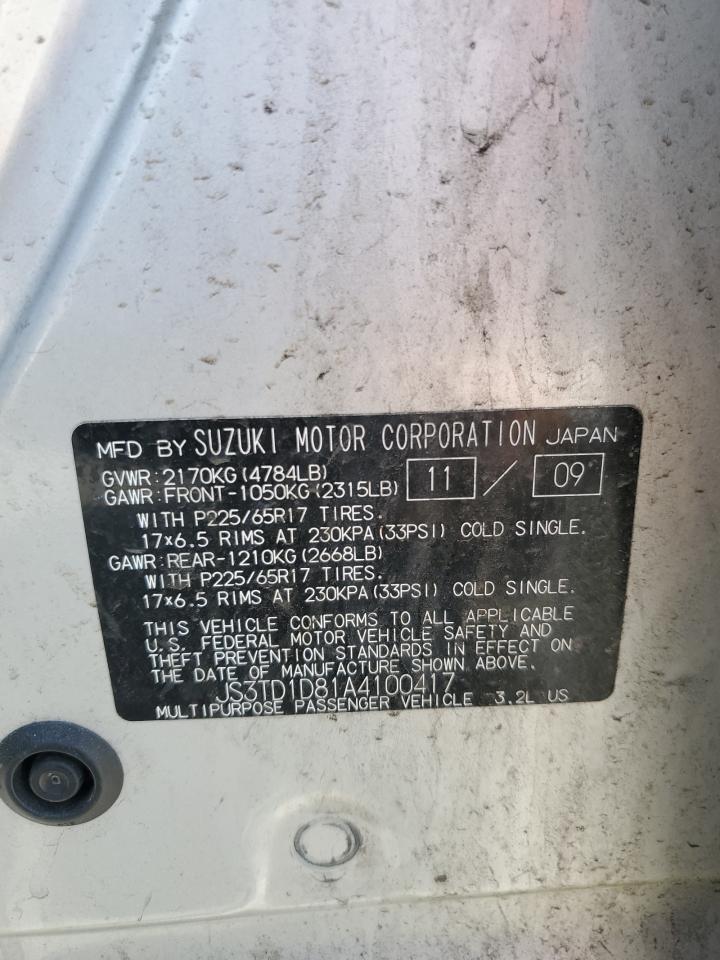 MFD BY SUZUKI MOTOR CORPORATION JAPAN
GVWR:2170KG(4784LB)
GAWR:FRONT-1050KG(2315LB) 11 / 09
WITH P225/65R17 TIRES.
17×6.5 RIMS AT 230KPA(33PSI) COLD SINGLE.
GAWR:REAR-1210KG(2668LB)
WITH P225/65R17 TIRES.
17×6.5 RIMS AT 230KPA(33PSI) COLD SINGLE.
THIS VEHICLE CONFORMS TO ALL APPLICABLE
U.S. FEDERAL MOTOR VEHICLE SAFETY AND
THEFT PREVENTION STANDARDS IN EFFECT ON
THE DATE OF MANUFACTURE SHOWN ABOVE.
JS3TD1D81A4100417
MULTIPURPOSE PASSENGER VEHICLE 3.2L US